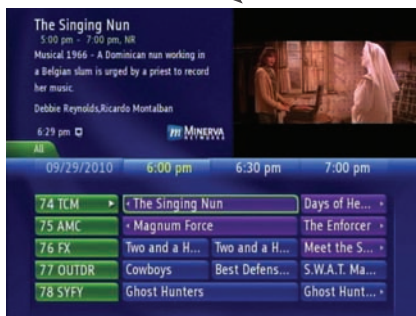 The Singing Nun
5:00 pm - 7:00 pm, NR
Musical 1966 - A Dominican nun working in
a Belgian slum is urged by a priest to record
her music.
Debbie Reynolds,Ricardo Montalban
6:29 pm
m MINERVA
NETWORKS
All
09/29/2010 6:00 pm 6:30 pm 7:00 pm
74 TCM The Singing Nun Days of He...
75 AMC Magnum Force The Enforcer
76 FX Two and a H... Two and a H... Meet the S...
77 OUTDR Cowboys Best Defens... S.W.A.T. Ma...
78 SYFY Ghost Hunters Ghost Hunt...